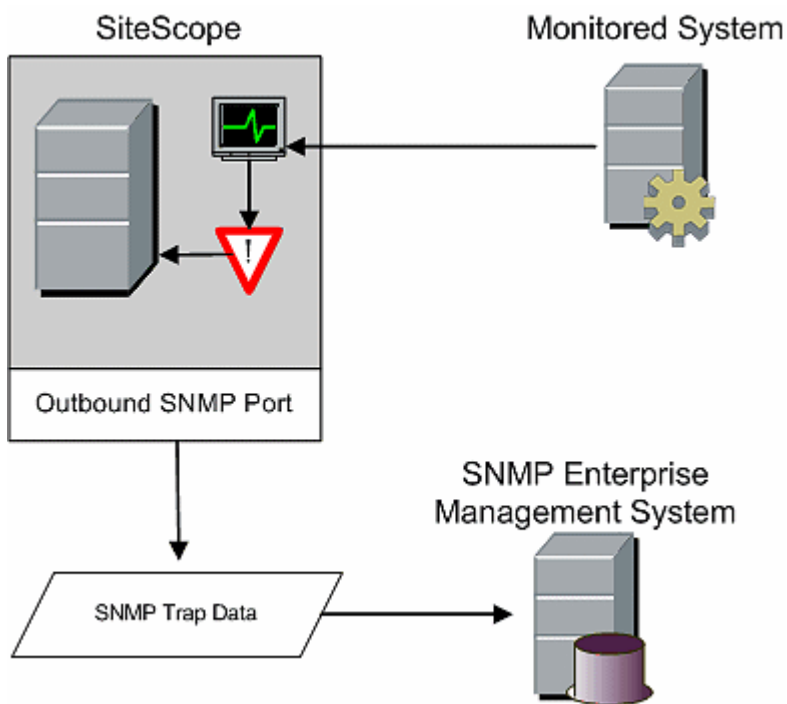 SiteScope
Monitored System
!
Outbound SNMP Port
SNMP Enterprise
Management System
SNMP Trap Data